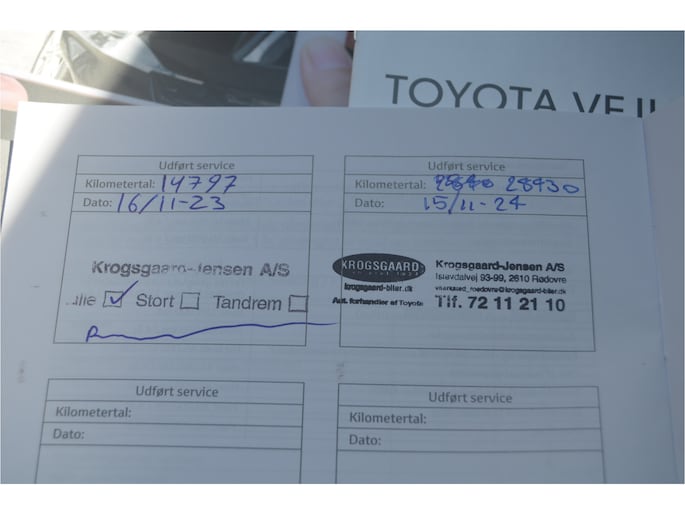 TOYOTA VEJ
Udført service
Kilometertal: 14797
Dato: 16/11-23
Krogsgaard-Jensen A/S
Stort Tandrem
Udført service
Kilometertal: 28430
Dato: 15/11-24
KROGSGAARD
krogsgaard-biler.dk
Aut. forhandler af Toyota
Krogsgaard-Jensen A/S
Islevdalvej 93-99, 2610 Rødovre
Tlf. 72 11 21 10
Udført service
Kilometertal:
Dato:
Udført service
Kilometertal:
Dato: